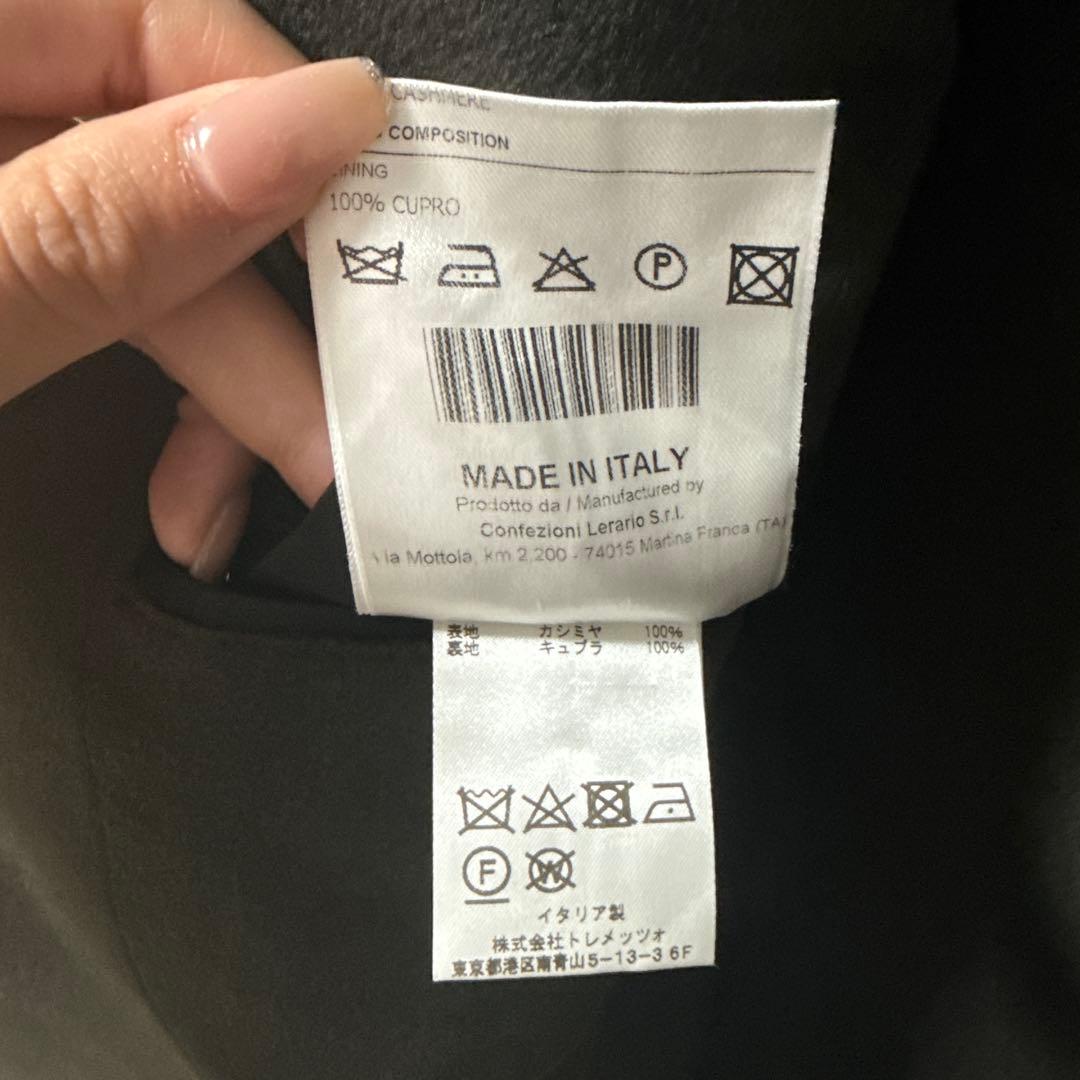 CASHMERE
COMPOSITION
LINING
100% CUPRO
P
MADE IN ITALY
Prodotto da / Manufactured by
Confezioni Lerario S.r.l.
Via Mottola, km 2,200 - 74015 Martina Franca (TA)
表地 カシミヤ 100%
裏地 キュプラ 100%
F W
イタリア製
株式会社トレメッツォ
東京都港区南青山5-13-3 6F